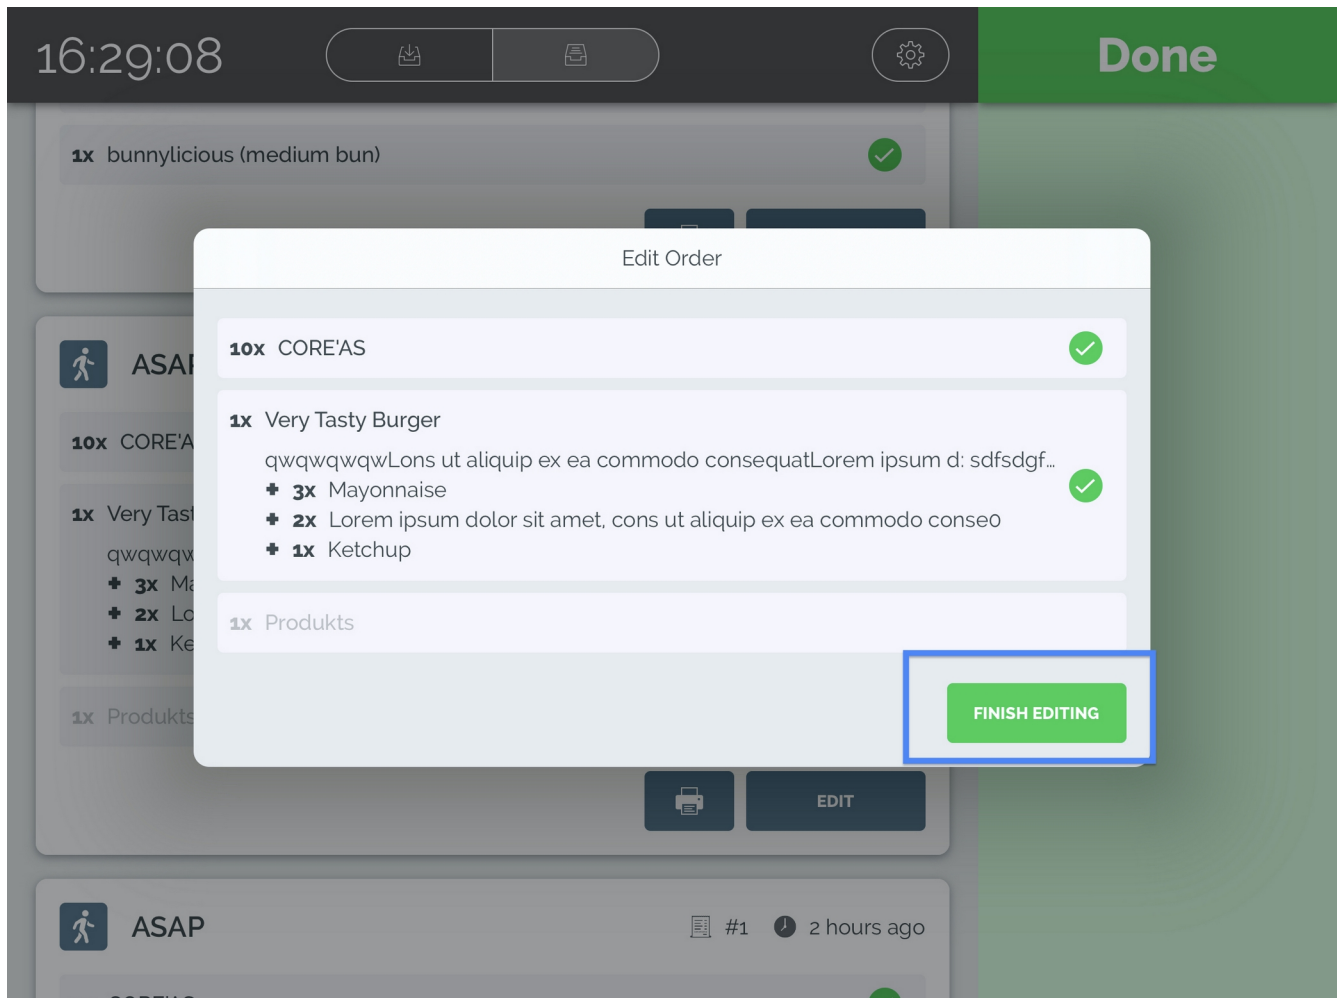 16:29:08
Done
1x bunnylicious (medium bun)
Edit Order
10x CORE'AS
1x Very Tasty Burger
qwqwqwqwLons ut aliquip ex ea commodo consequatLorem ipsum d: sdfsdgf…
+ 3x Mayonnaise
+ 2x Lorem ipsum dolor sit amet, cons ut aliquip ex ea commodo conse0
+ 1x Ketchup
1x Produkts
FINISH EDITING
ASAP
10x CORE'A
1x Very Tast
qwqwqw
+ 3x Ma
+ 2x Lo
+ 1x Ke
1x Produkts
EDIT
ASAP #1 2 hours ago